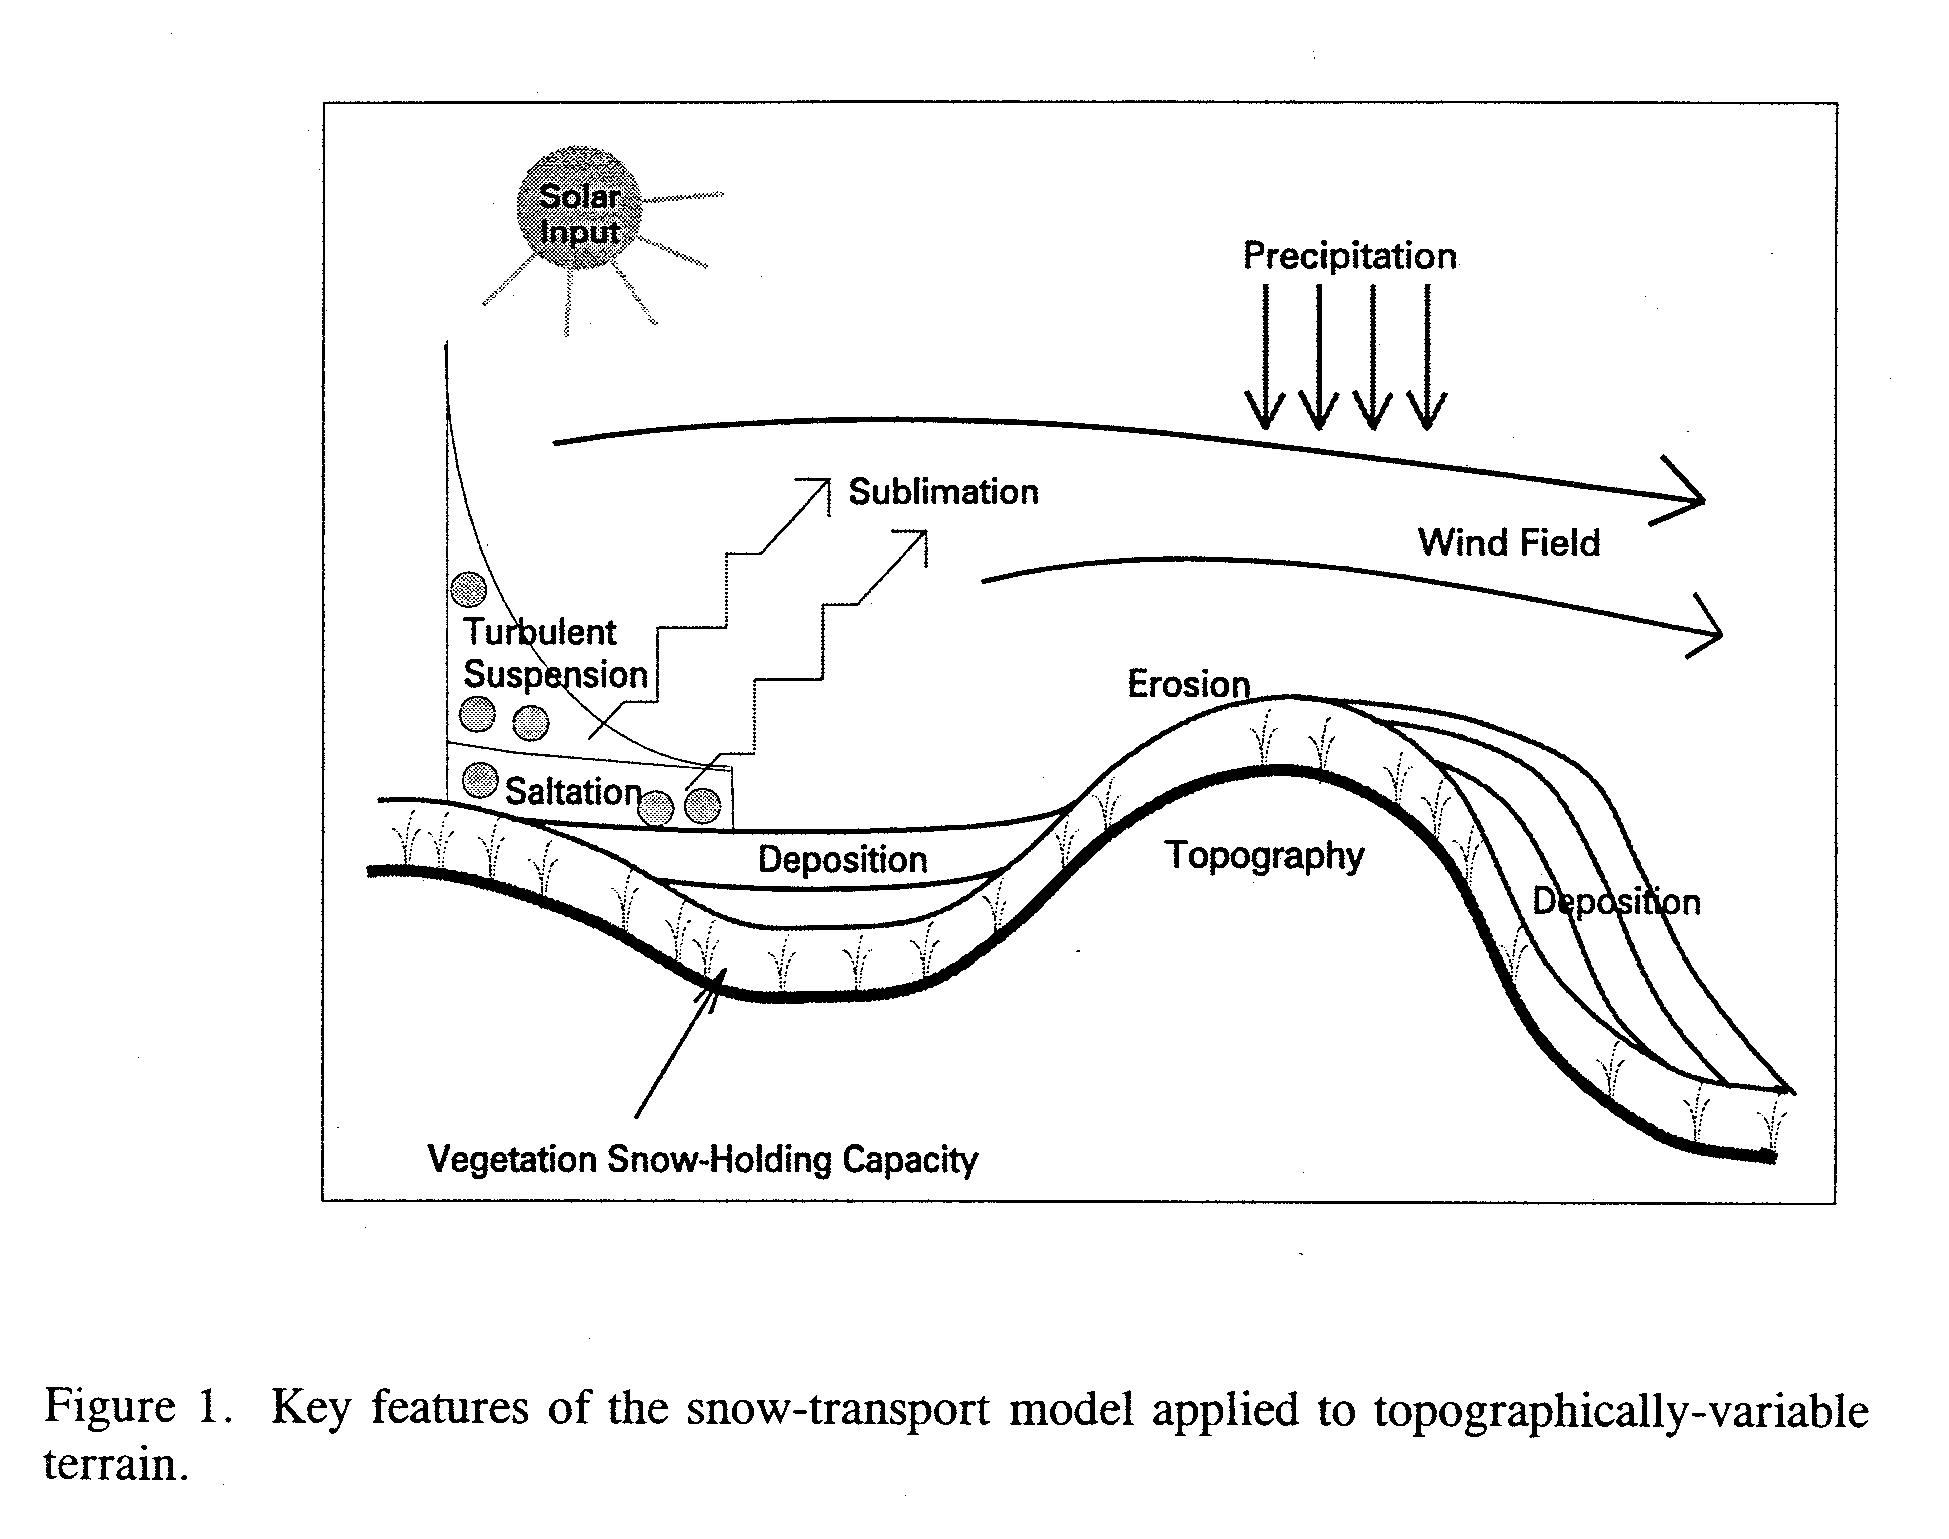 Solar
Input
Precipitation
Sublimation
Wind Field
Turbulent
Suspension
Erosion
Saltation
Deposition
Topography
Deposition
Vegetation Snow-Holding Capacity
Figure 1. Key features of the snow-transport model applied to topographically-variable
terrain.